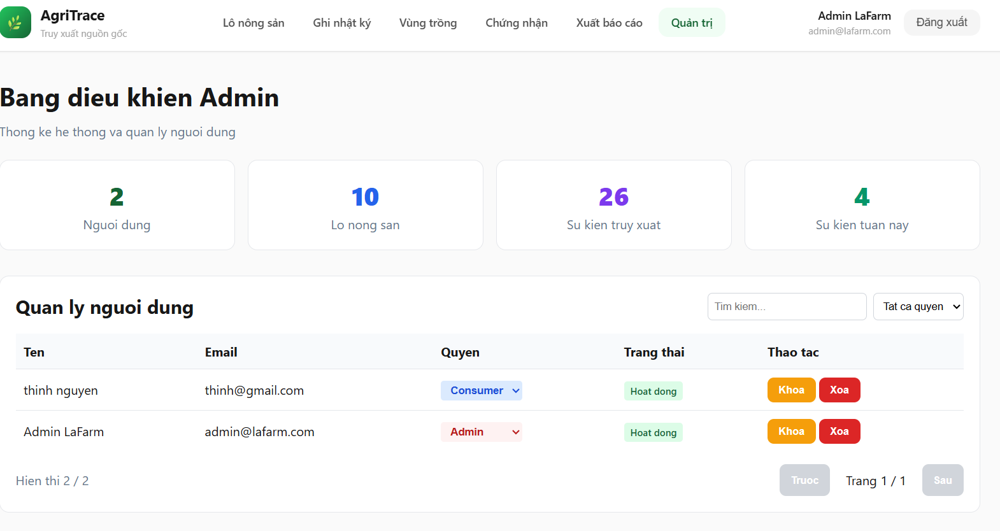 AgriTrace
Truy xuất nguồn gốc
Lô nông sản Ghi nhật ký Vùng trồng Chứng nhận Xuất báo cáo Quản trị
Admin LaFarm
admin@lafarm.com
Đăng xuất
Bang dieu khien Admin
Thong ke he thong va quan ly nguoi dung
2
Nguoi dung
10
Lo nong san
26
Su kien truy xuat
4
Su kien tuan nay
Quan ly nguoi dung
Tim kiem...
Tat ca quyen
Ten Email Quyen Trang thai Thao tac
thinh nguyen thinh@gmail.com Consumer Hoat dong Khoa Xoa
Admin LaFarm admin@lafarm.com Admin Hoat dong Khoa Xoa
Hien thi 2 / 2
Truoc Trang 1 / 1 Sau